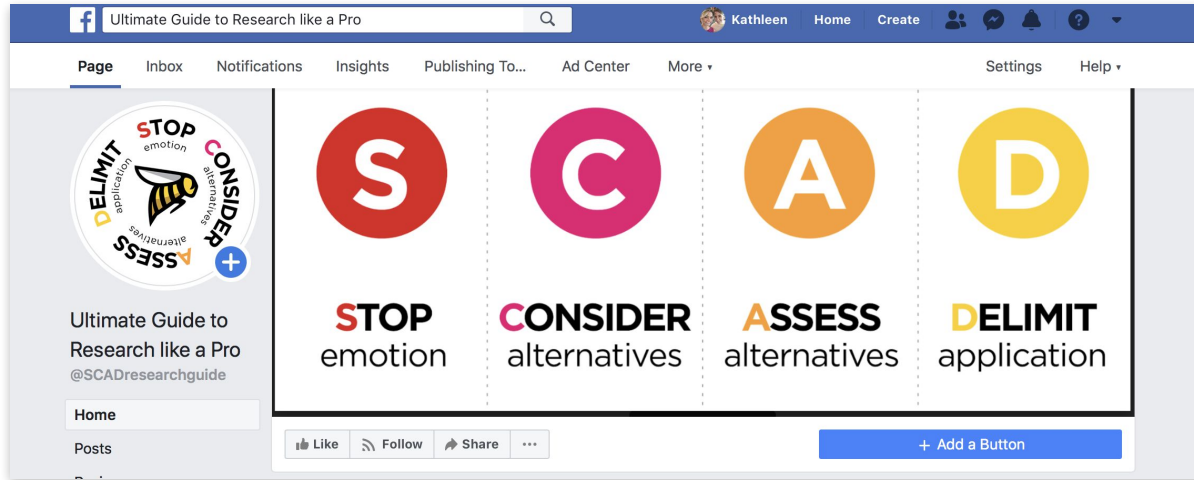 Ultimate Guide to Research like a Pro
Kathleen Home Create
Page Inbox Notifications Insights Publishing To... Ad Center More Settings Help
STOP
emotion
CONSIDER
alternatives
ASSESS
alternatives
DELIMIT
application
S C A D
STOP CONSIDER ASSESS DELIMIT
emotion alternatives alternatives application
Ultimate Guide to
Research like a Pro
@SCADresearchguide
Home
Posts
Like Follow Share ...
+ Add a Button